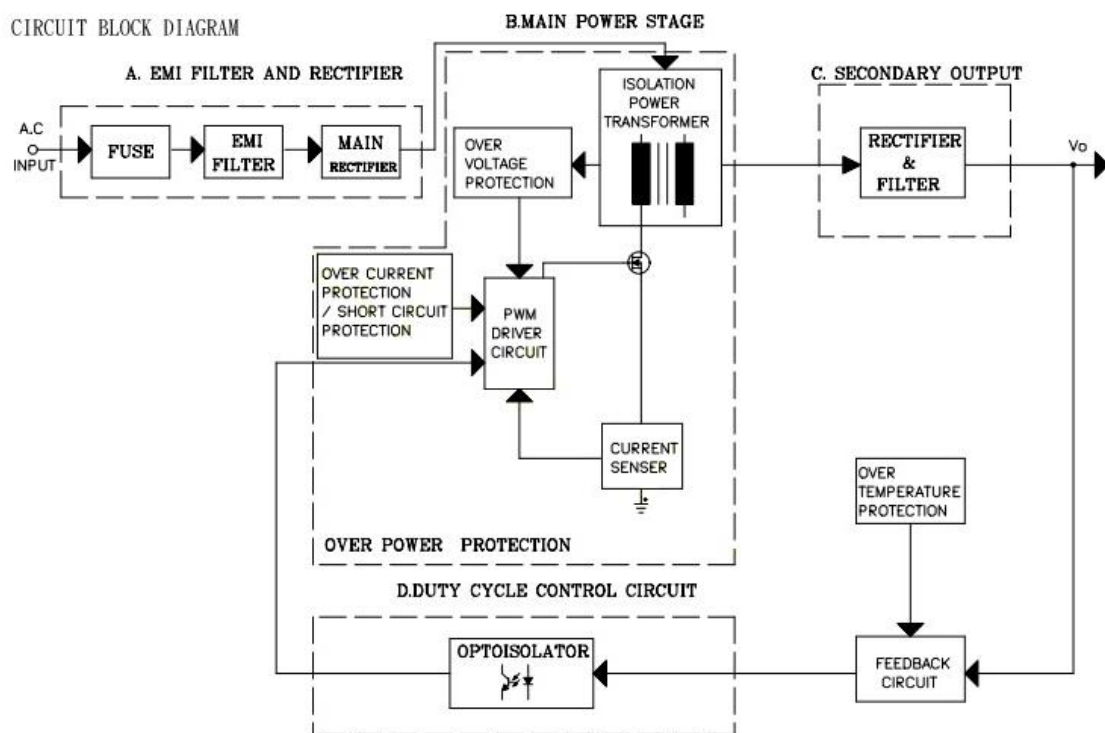 CIRCUIT BLOCK DIAGRAM
B.MAIN POWER STAGE
A. EMI FILTER AND RECTIFIER
C. SECONDARY OUTPUT
A.C
INPUT
FUSE
EMI
FILTER
MAIN
RECTIFIER
OVER
VOLTAGE
PROTECTION
ISOLATION
POWER
TRANSFORMER
RECTIFIER
&
FILTER
Vo
OVER CURRENT
PROTECTION
/ SHORT CIRCUIT
PROTECTION
PWM
DRIVER
CIRCUIT
CURRENT
SENSER
OVER
TEMPERATURE
PROTECTION
OVER POWER PROTECTION
D.DUTY CYCLE CONTROL CIRCUIT
OPTOISOLATOR
FEEDBACK
CIRCUIT